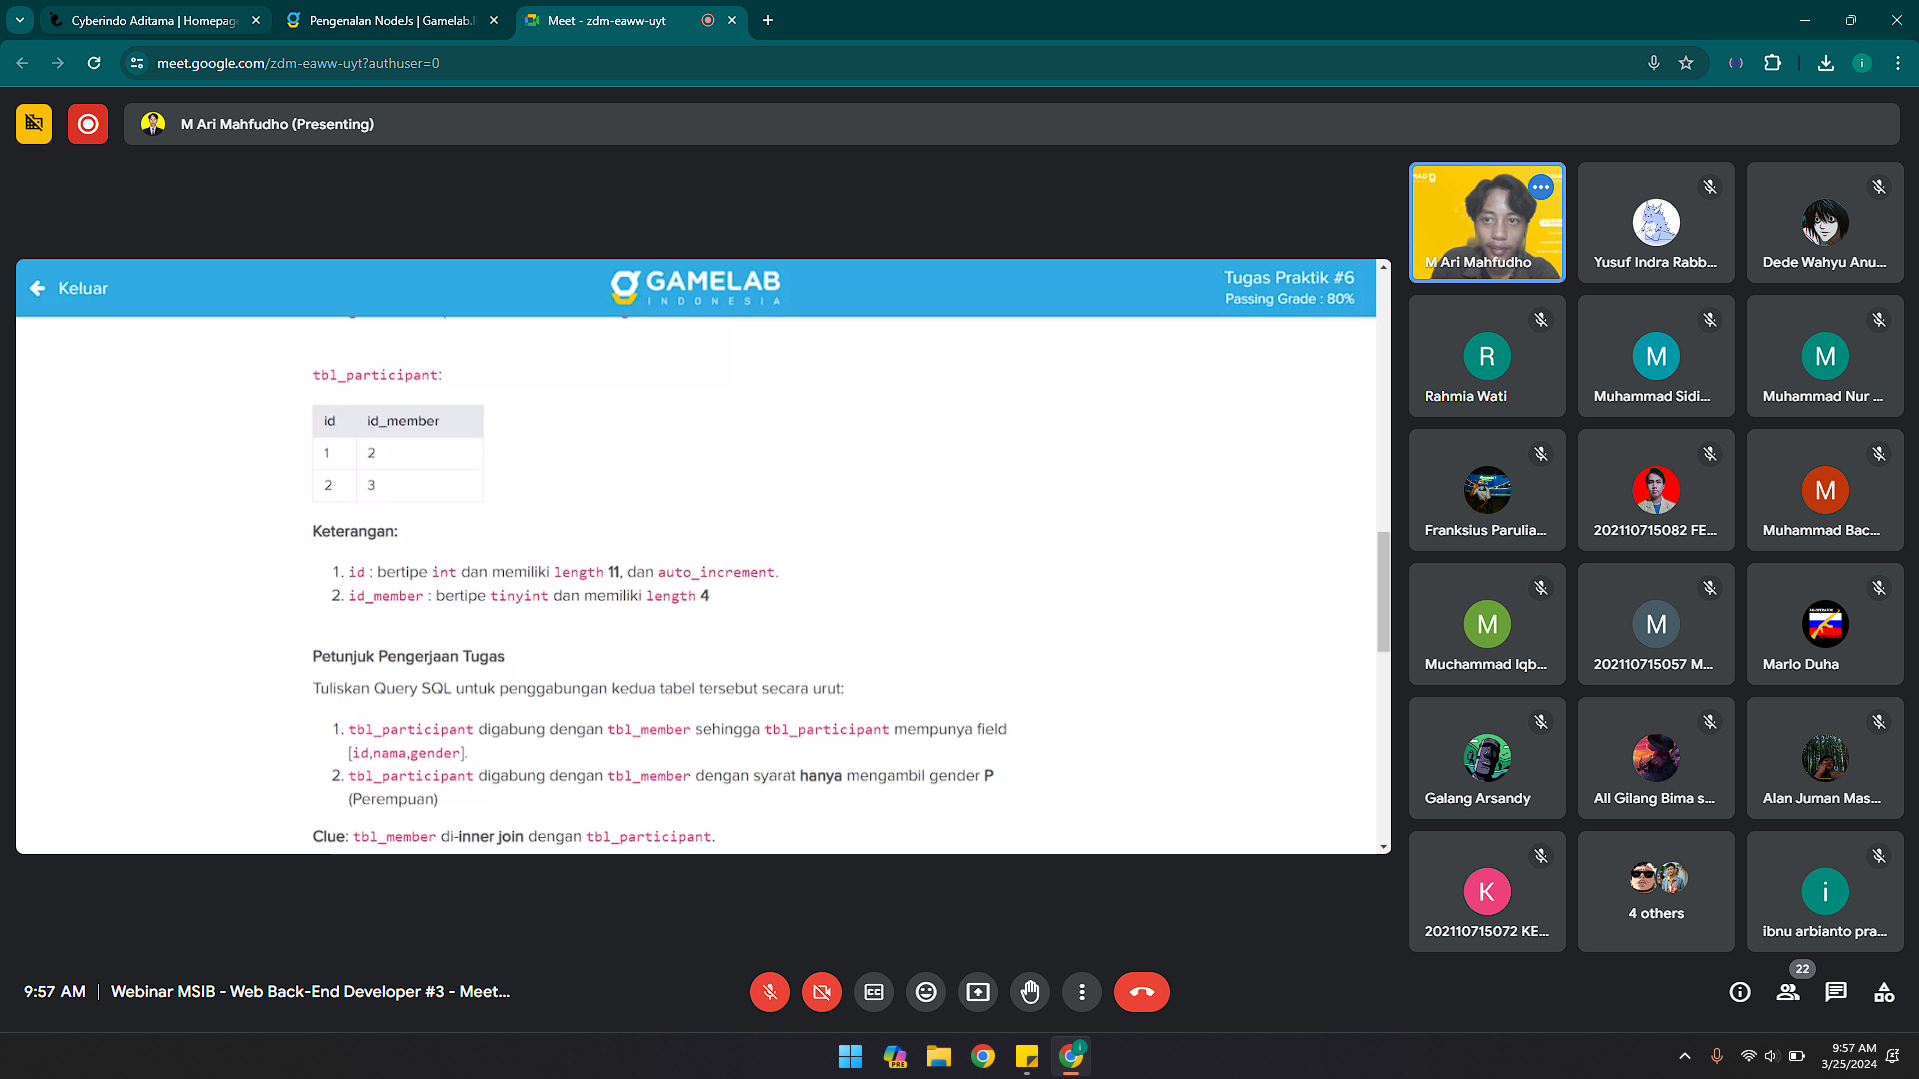 Cyberindo Aditama | Homepag
Pengenalan NodeJs | Gamelab.I
Meet - zdm-eaww-uyt
meet.google.com/zdm-eaww-uyt?authuser=0
i
M Ari Mahfudho (Presenting)
Keluar
GAMELAB
INDONESIA
Tugas Praktik #6
Passing Grade : 80%
tbl_participant:
id id_member
1 2
2 3
Keterangan:
1. id : bertipe int dan memiliki length 11, dan auto_increment.
2. id_member : bertipe tinyint dan memiliki length 4
Petunjuk Pengerjaan Tugas
Tuliskan Query SQL untuk penggabungan kedua tabel tersebut secara urut:
1. tbl_participant digabung dengan tbl_member sehingga tbl_participant mempunya field
[id,nama,gender].
2. tbl_participant digabung dengan tbl_member dengan syarat hanya mengambil gender P
(Perempuan)
Clue: tbl_member di-inner join dengan tbl_participant.
M Ari Mahfudho
Yusuf Indra Rabb...
Dede Wahyu Anu...
R
Rahmia Wati
M
Muhammad Sidi...
M
Muhammad Nur ...
Franksius Parulia...
202110715082 FE...
M
Muhammad Bac...
M
Muchammad Iqb...
M
202110715057 M...
Marlo Duha
Galang Arsandy
All Gilang Bima s...
Alan Juman Mas...
K
202110715072 KE...
4 others
i
ibnu arbianto pra...
9:57 AM | Webinar MSIB - Web Back-End Developer #3 - Meet...
22
PRE
i
9:57 AM
3/25/2024